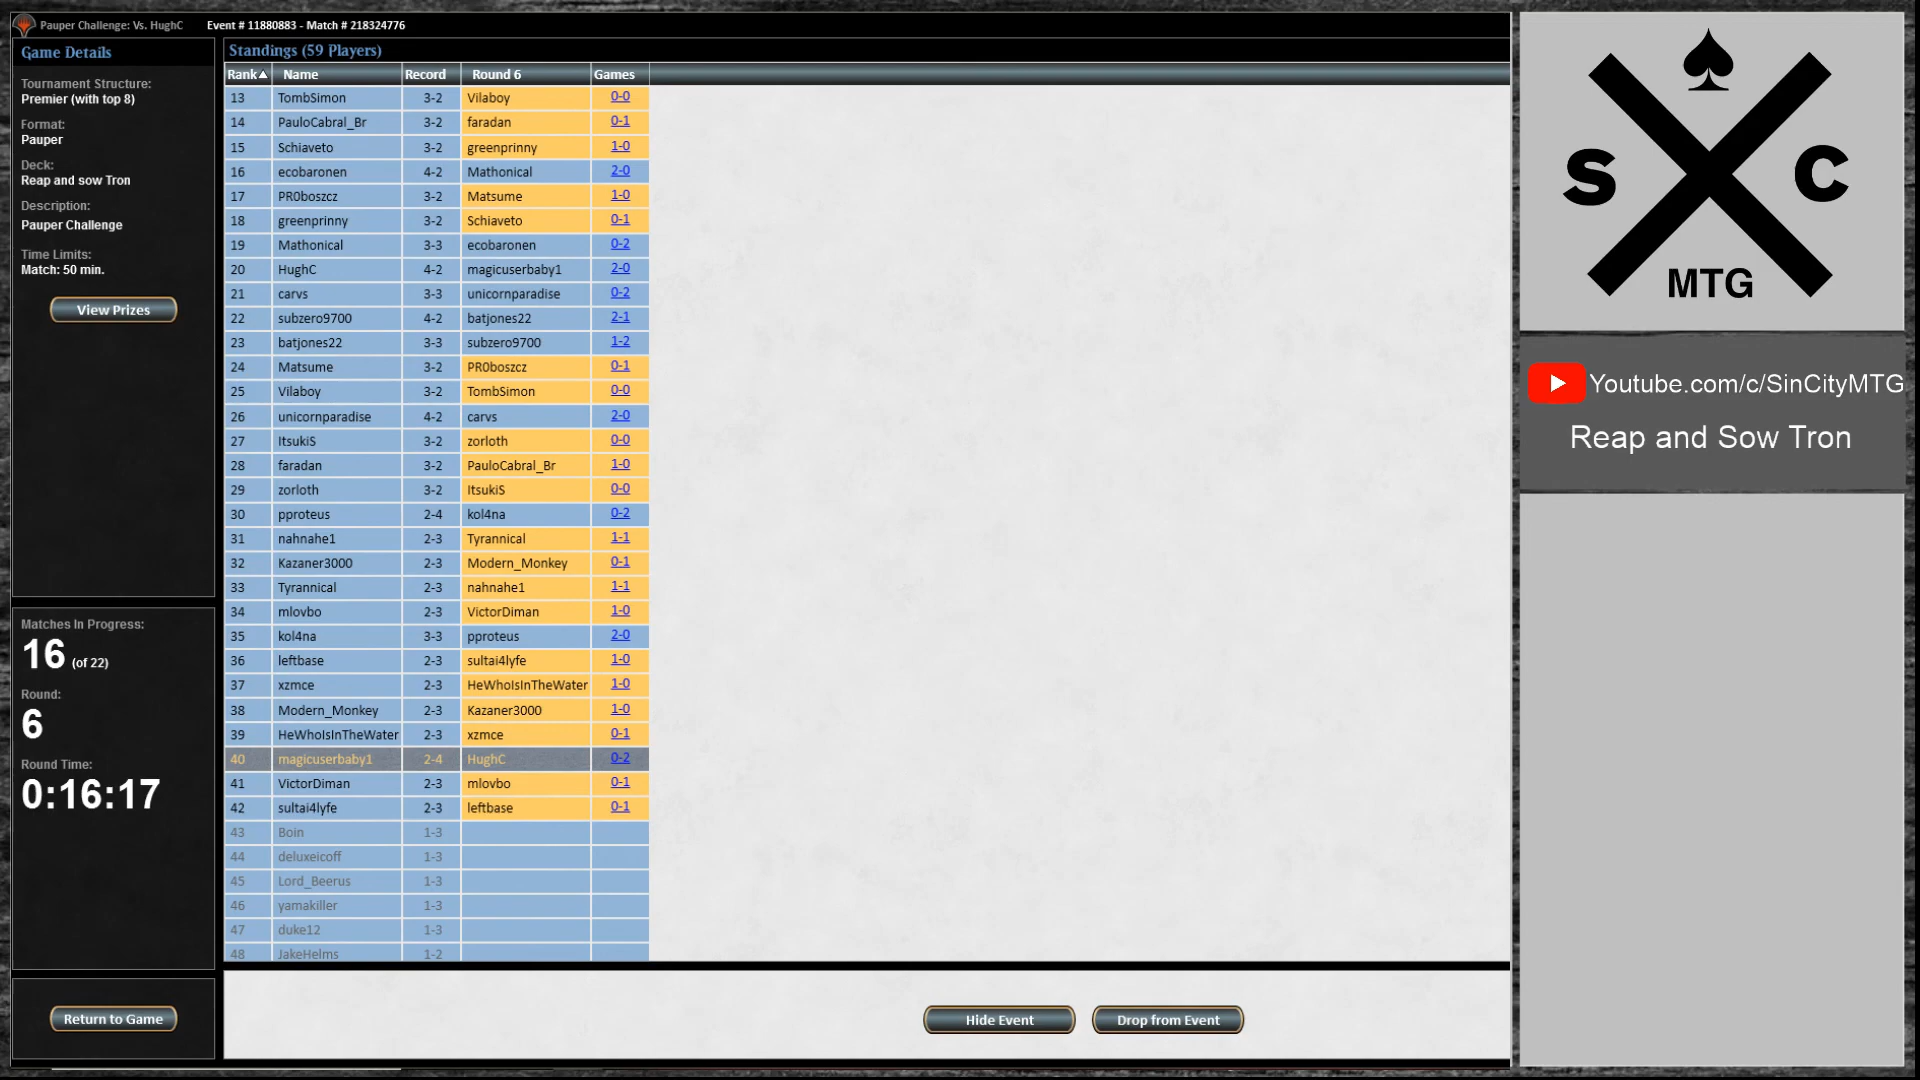 Pauper Challenge: Vs. HughC Event # 11880883 - Match # 218324776
Game Details
Tournament Structure:
Premier (with top 8)
Format:
Pauper
Deck:
Reap and sow Tron
Description:
Pauper Challenge
Time Limits:
Match: 50 min.
View Prizes
Matches In Progress:
16 (of 22)
Round:
6
Round Time:
0:16:17
Return to Game
Standings (59 Players)
Rank Name Record Round 6 Games
13 TombSimon 3-2 Vilaboy 0-0
14 PauloCabral_Br 3-2 faradan 0-1
15 Schiaveto 3-2 greenprinny 1-0
16 ecobaronen 4-2 Mathonical 2-0
17 PR0boszcz 3-2 Matsume 1-0
18 greenprinny 3-2 Schiaveto 0-1
19 Mathonical 3-3 ecobaronen 0-2
20 HughC 4-2 magicuserbaby1 2-0
21 carvs 3-3 unicornparadise 0-2
22 subzero9700 4-2 batjones22 2-1
23 batjones22 3-3 subzero9700 1-2
24 Matsume 3-2 PR0boszcz 0-1
25 Vilaboy 3-2 TombSimon 0-0
26 unicornparadise 4-2 carvs 2-0
27 ItsukiS 3-2 zorloth 0-0
28 faradan 3-2 PauloCabral_Br 1-0
29 zorloth 3-2 ItsukiS 0-0
30 pproteus 2-4 kol4na 0-2
31 nahnahe1 2-3 Tyrannical 1-1
32 Kazaner3000 2-3 Modern_Monkey 0-1
33 Tyrannical 2-3 nahnahe1 1-1
34 mlovbo 2-3 VictorDiman 1-0
35 kol4na 3-3 pproteus 2-0
36 leftbase 2-3 sultai4lyfe 1-0
37 xzmce 2-3 HeWhoIsInTheWater 1-0
38 Modern_Monkey 2-3 Kazaner3000 1-0
39 HeWhoIsInTheWater 2-3 xzmce 0-1
40 magicuserbaby1 2-4 HughC 0-2
41 VictorDiman 2-3 mlovbo 0-1
42 sultai4lyfe 2-3 leftbase 0-1
43 Boin 1-3
44 deluxeicoff 1-3
45 Lord_Beerus 1-3
46 yamakiller 1-3
47 duke12 1-3
48 JakeHelms 1-2
Hide Event Drop from Event
S C
MTG
Youtube.com/c/SinCityMTG
Reap and Sow Tron